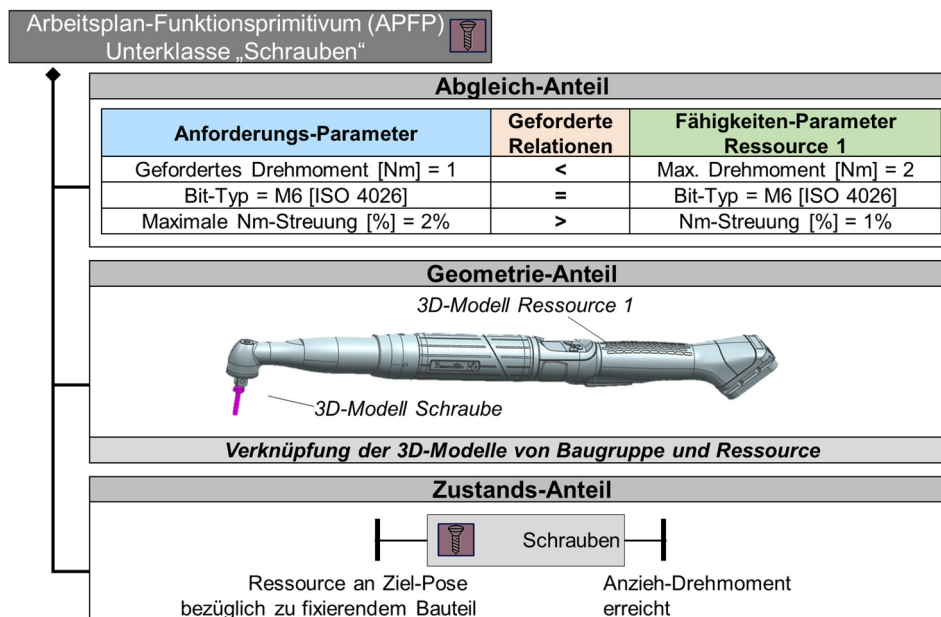 Arbeitsplan-Funktionsprimitivum (APFP)
Unterklasse „Schrauben“
Abgleich-Anteil
Anforderungs-Parameter
Geforderte
Relationen
Fähigkeiten-Parameter
Ressource 1
Gefordertes Drehmoment [Nm] = 1
<
Max. Drehmoment [Nm] = 2
Bit-Typ = M6 [ISO 4026]
=
Bit-Typ = M6 [ISO 4026]
Maximale Nm-Streuung [%] = 2%
>
Nm-Streuung [%] = 1%
Geometrie-Anteil
3D-Modell Ressource 1
3D-Modell Schraube
Verknüpfung der 3D-Modelle von Baugruppe und Ressource
Zustands-Anteil
Schrauben
Ressource an Ziel-Pose
bezüglich zu fixierendem Bauteil
Anzieh-Drehmoment
erreicht